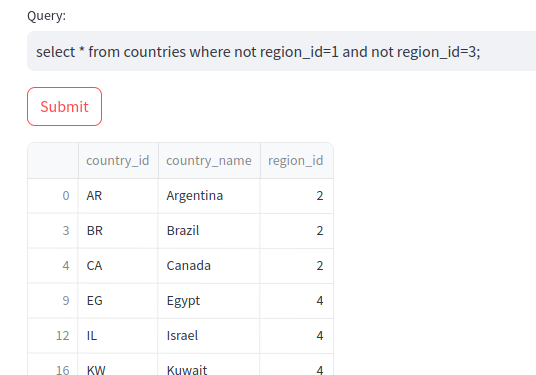 Query:
select * from countries where not region_id=1 and not region_id=3;
Submit
country_id country_name region_id
0 AR Argentina 2
3 BR Brazil 2
4 CA Canada 2
9 EG Egypt 4
12 IL Israel 4
16 KW Kuwait 4